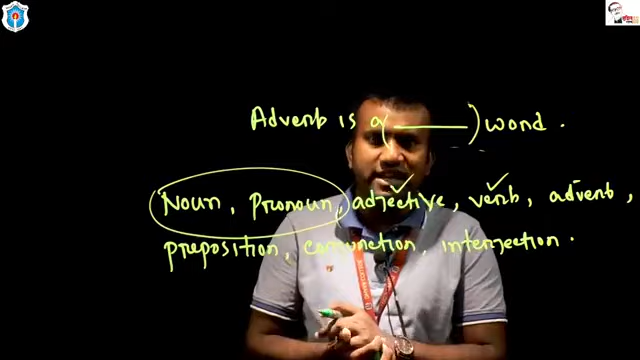 Adverb is a (———) word.
Noun, Pronoun, adjective, verb, adverb,
preposition, conjunction, interjection.